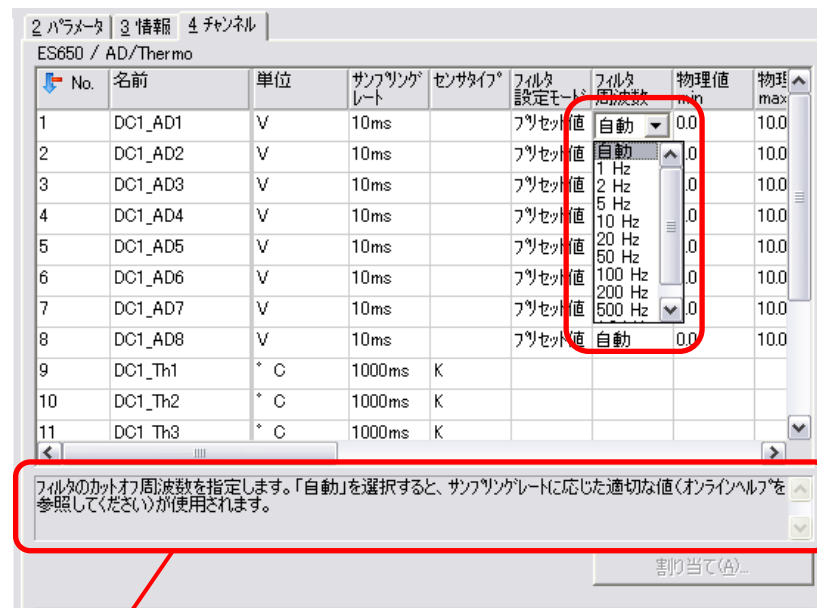 2 パラメータ 3 情報 4 チャンネル
ES650 / AD/Thermo
No. 名前 単位 サンプリング レート センサタイプ フィルタ 設定モード フィルタ 周波数 物理値 min 物理 max
1 DC1_AD1 V 10ms プリセット値 自動 0.0 10.0
2 DC1_AD2 V 10ms プリセット値 .0 10.0
3 DC1_AD3 V 10ms プリセット値 .0 10.0
4 DC1_AD4 V 10ms プリセット値 .0 10.0
5 DC1_AD5 V 10ms プリセット値 .0 10.0
6 DC1_AD6 V 10ms プリセット値 .0 10.0
7 DC1_AD7 V 10ms プリセット値 .0 10.0
8 DC1_AD8 V 10ms プリセット値 自動 0.0 10.0
9 DC1_Th1 ° C 1000ms K
10 DC1_Th2 ° C 1000ms K
11 DC1_Th3 ° C 1000ms K
自動
1 Hz
2 Hz
5 Hz
10 Hz
20 Hz
50 Hz
100 Hz
200 Hz
500 Hz
フィルタのカットオフ周波数を指定します。「自動」を選択すると、サンプリングレートに応じた適切な値(オンラインヘルプを
参照してください)が使用されます。
割り当て(A)...